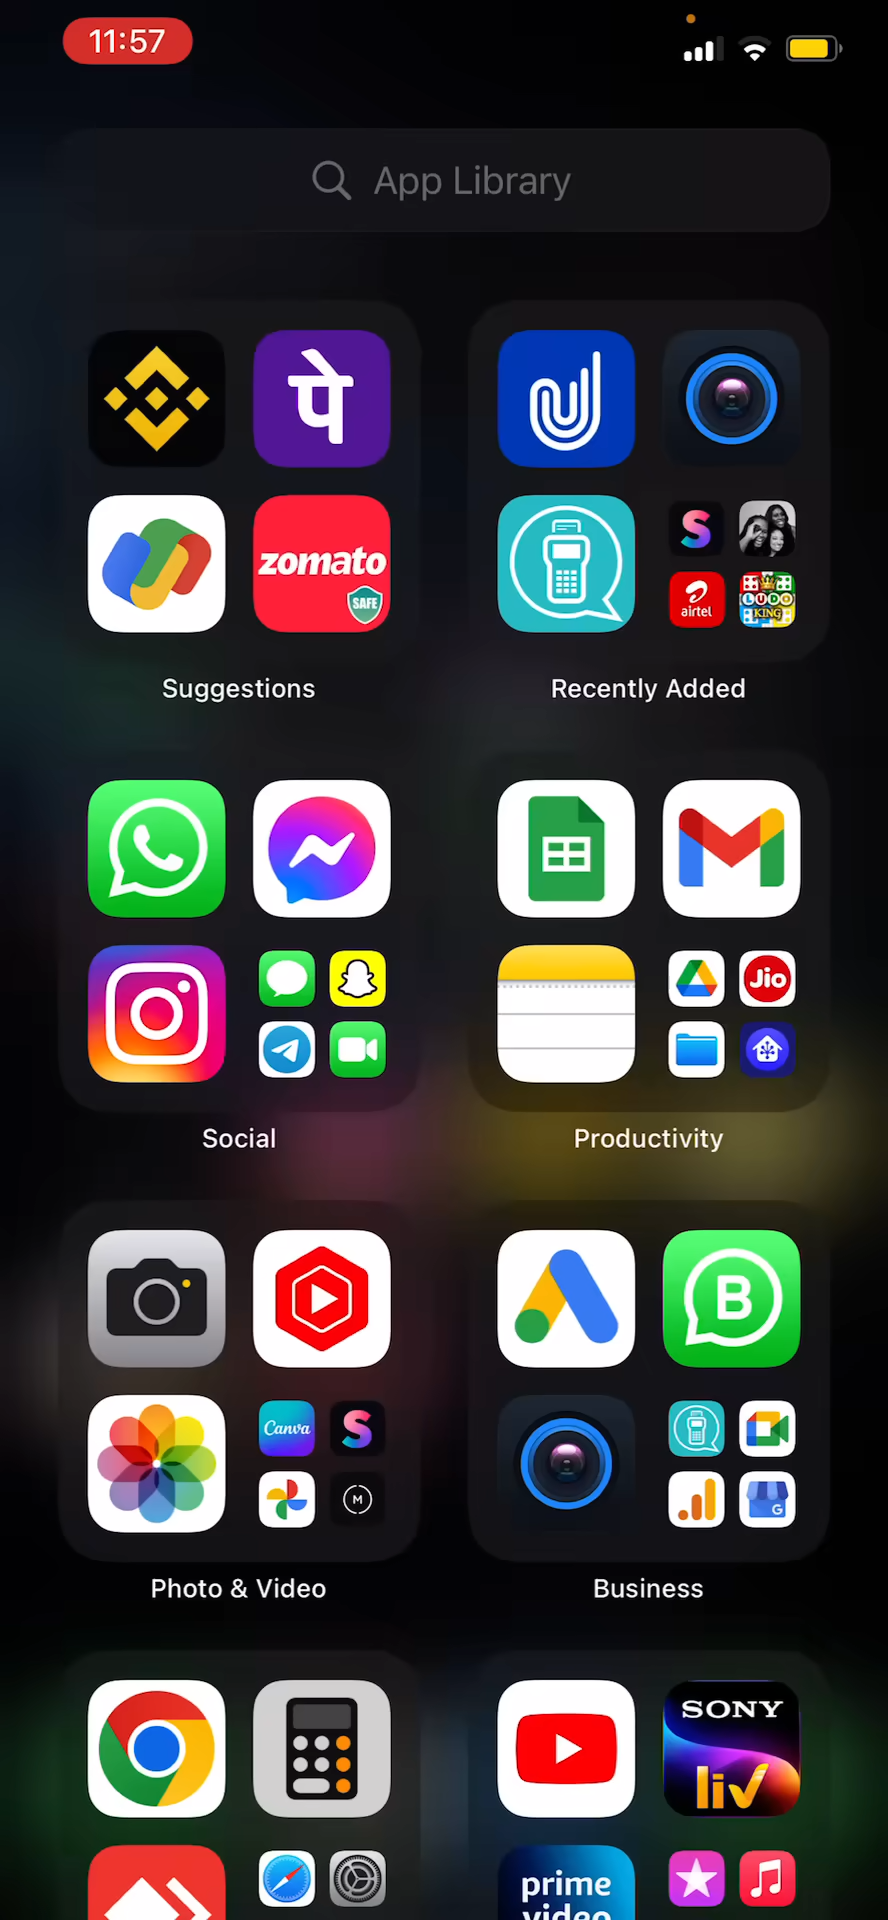 11:57
App Library
पे
zomato
SAFE
S
airtel
LUDO
KING
Suggestions
Recently Added
Jio
Social
Productivity
B
Canva
S
M
G
Photo & Video
Business
SONY
liv
prime
video